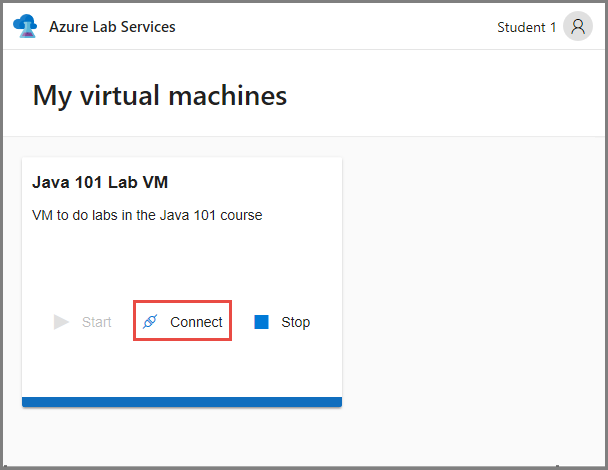 Azure Lab Services
Student 1
My virtual machines
Java 101 Lab VM
VM to do labs in the Java 101 course
Start
Connect
Stop